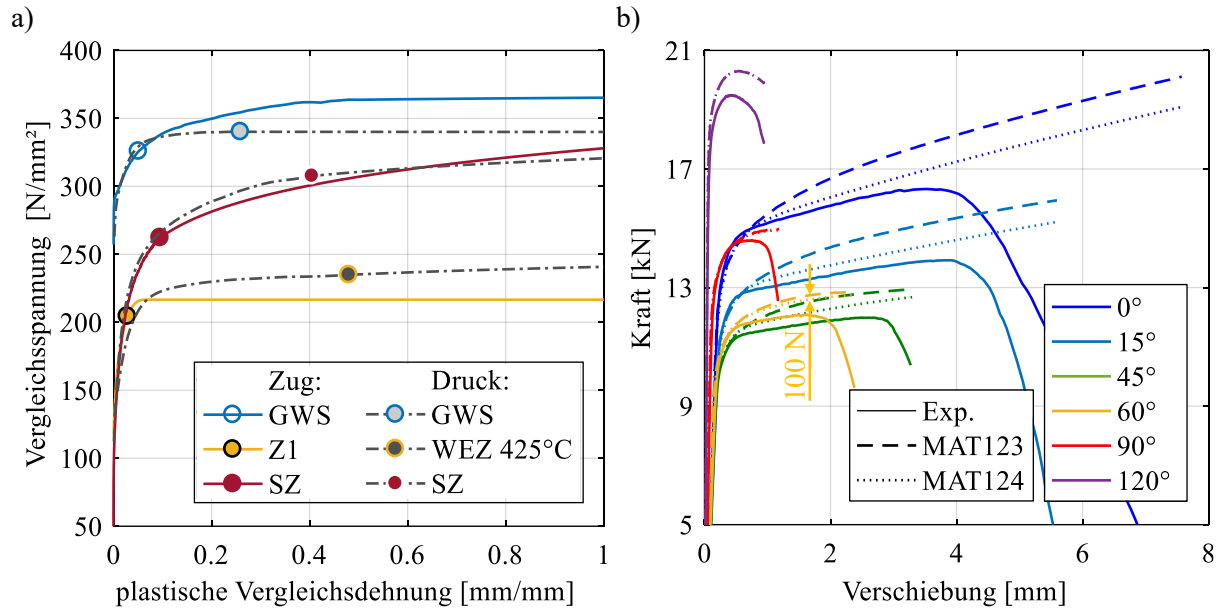 a)
400
350
300
250
200
150
100
50
0
0.2
0.4
0.6
0.8
1
Vergleichsspannung [N/mm²]
plastische Vergleichsdehnung [mm/mm]
Zug: Druck:
GWS GWS
Z1 WEZ 425°C
SZ SZ
b)
21
17
13
9
5
0
2
4
6
8
Kraft [kN]
Verschiebung [mm]
100 N
Exp.
MAT123
MAT124
0°
15°
45°
60°
90°
120°